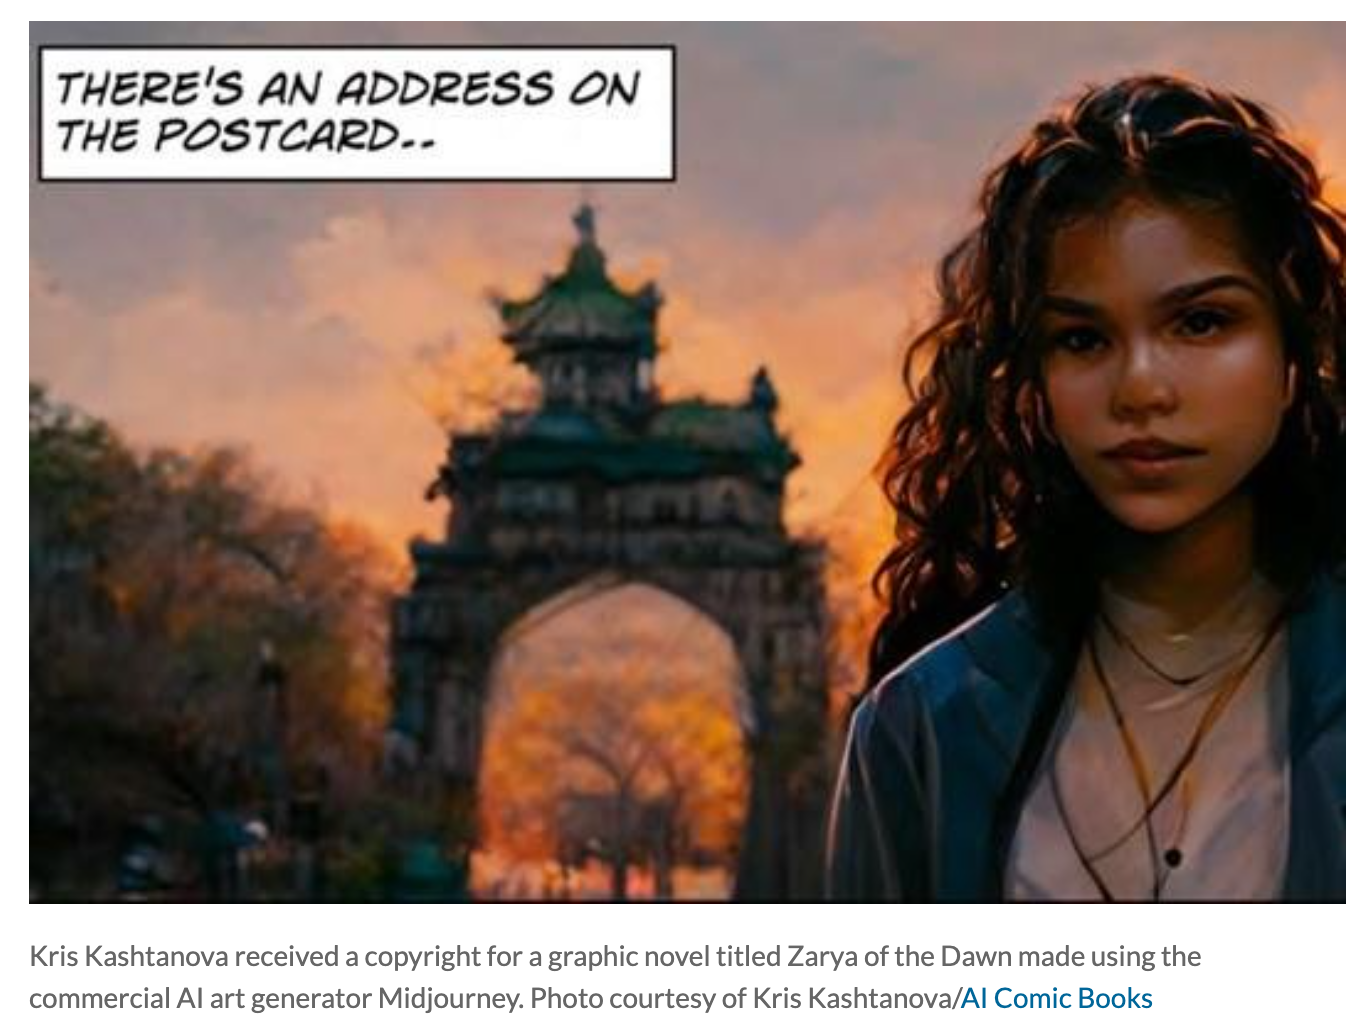 THERE'S AN ADDRESS ON
THE POSTCARD..
Kris Kashtanova received a copyright for a graphic novel titled Zarya of the Dawn made using the
commercial AI art generator Midjourney. Photo courtesy of Kris Kashtanova/AI Comic Books